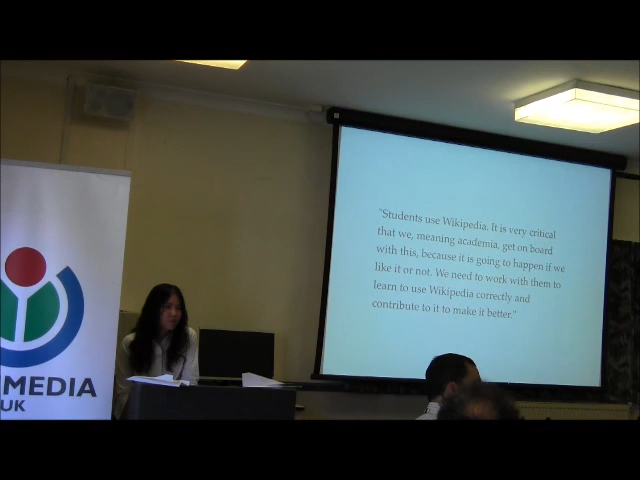 "Students use Wikipedia. It is very critical
that we, meaning academia, get on board
with this, because it is going to happen if we
like it or not. We need to work with them to
learn to use Wikipedia correctly and
contribute to it to make it better."
MEDIA
UK